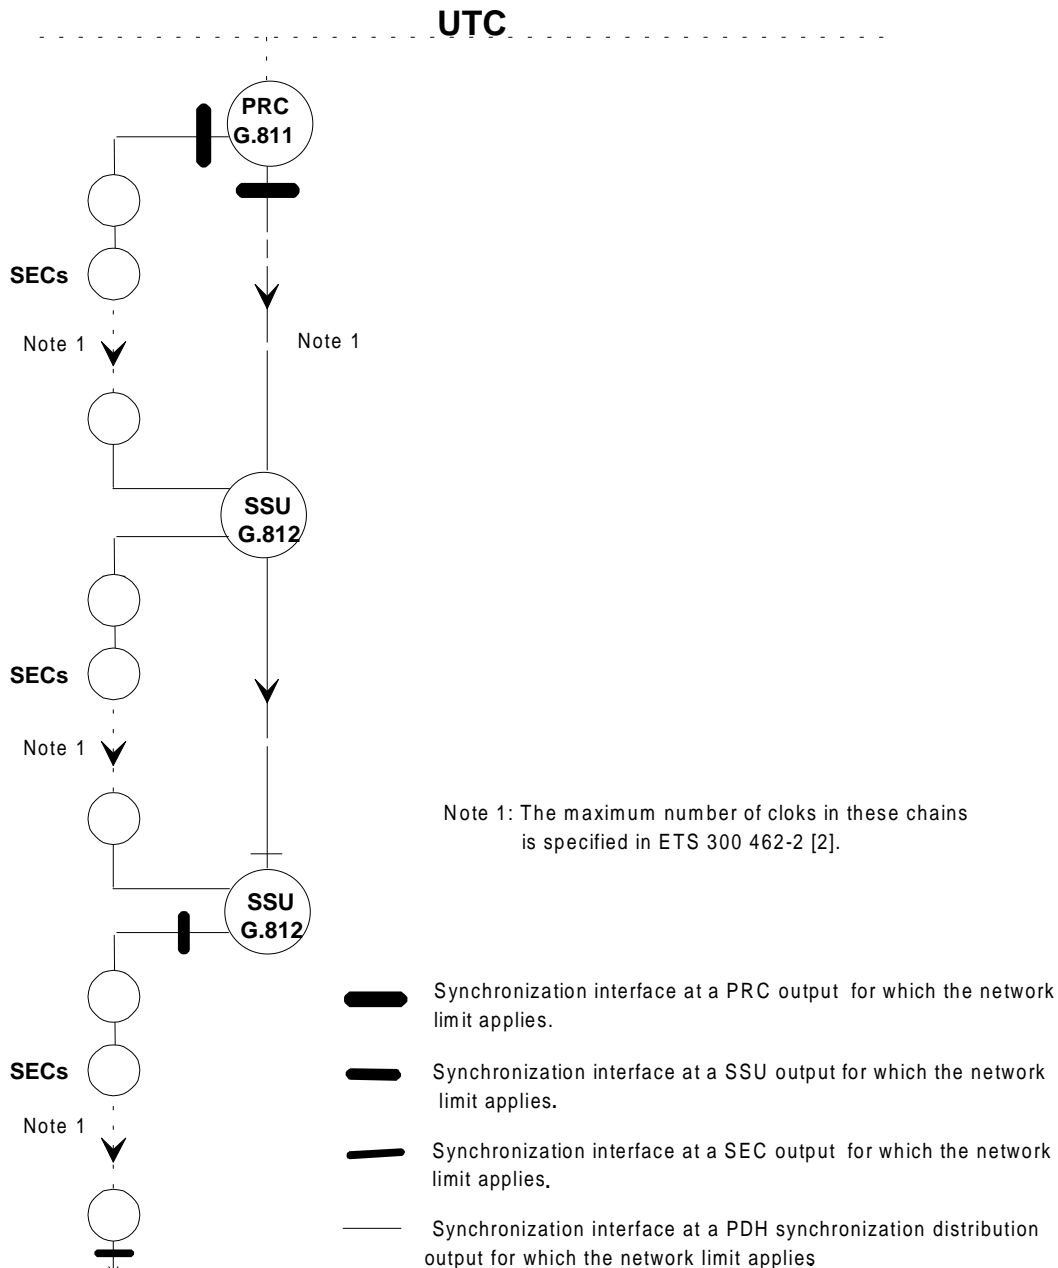 UTC
PRC
G.811
SECs
Note 1
Note 1
SSU
G.812
SECs
Note 1
Note 1: The maximum number of cloks in these chains
is specified in ETS 300 462-2 [2].
SSU
G.812
Synchronization interface at a PRC output for which the network
limit applies.
SECs
Synchronization interface at a SSU output for which the network
limit applies.
Note 1
Synchronization interface at a SEC output for which the network
limit applies.
Synchronization interface at a PDH synchronization distribution
output for which the network limit applies